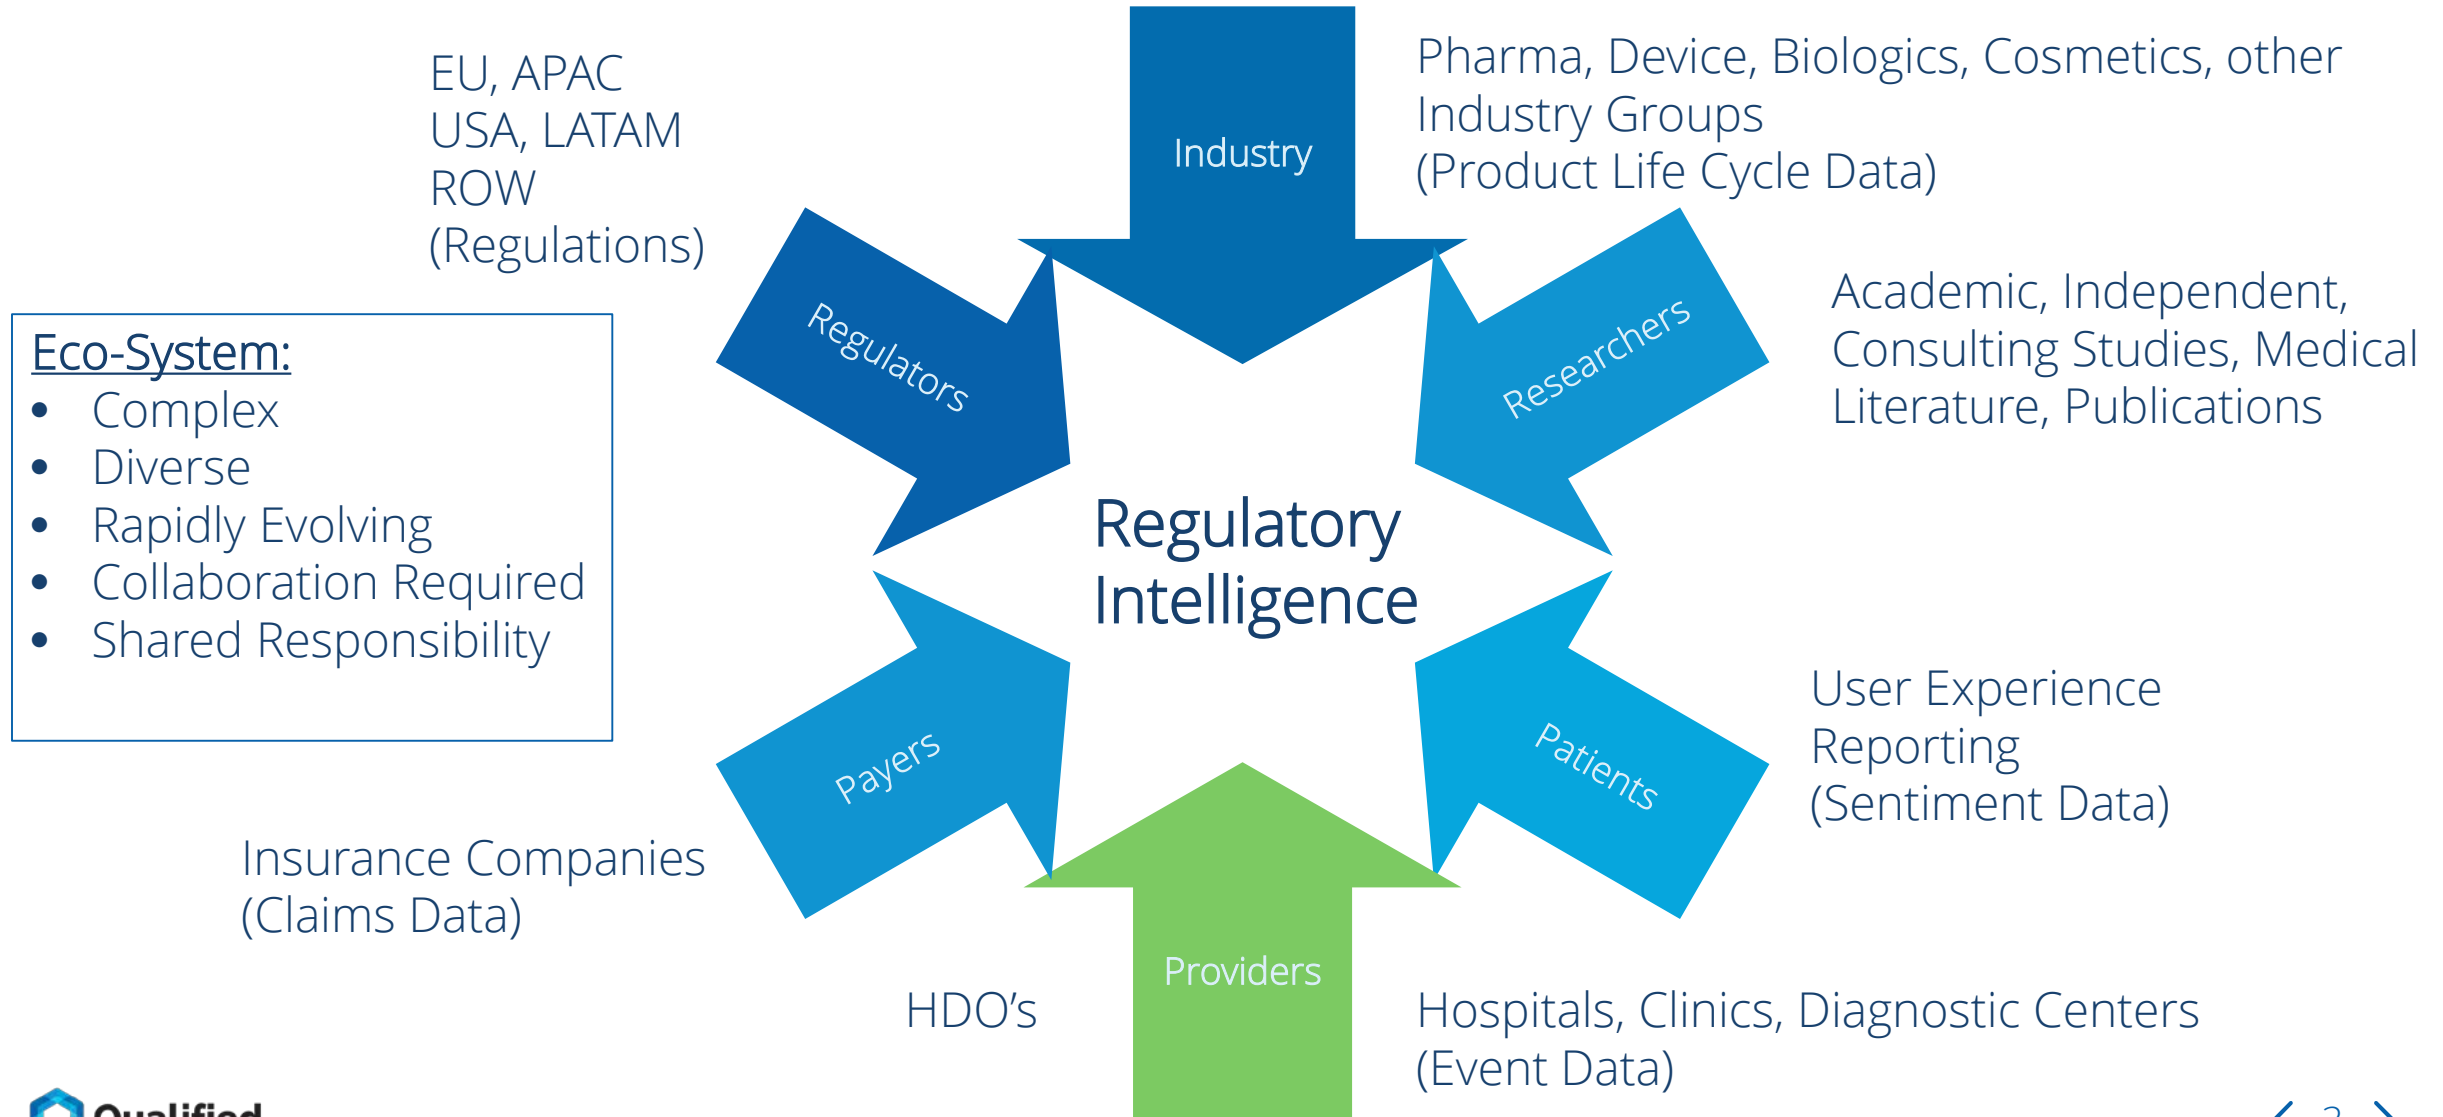 EU, APAC
USA, LATAM
ROW
(Regulations)
Industry
Pharma, Device, Biologics, Cosmetics, other
Industry Groups
(Product Life Cycle Data)
Regulators
Researchers
Academic, Independent,
Consulting Studies, Medical
Literature, Publications
Eco-System:
• Complex
• Diverse
• Rapidly Evolving
• Collaboration Required
• Shared Responsibility
Regulatory
Intelligence
Payers
Patients
User Experience
Reporting
(Sentiment Data)
Insurance Companies
(Claims Data)
Providers
HDO’s
Hospitals, Clinics, Diagnostic Centers
(Event Data)
Qualified